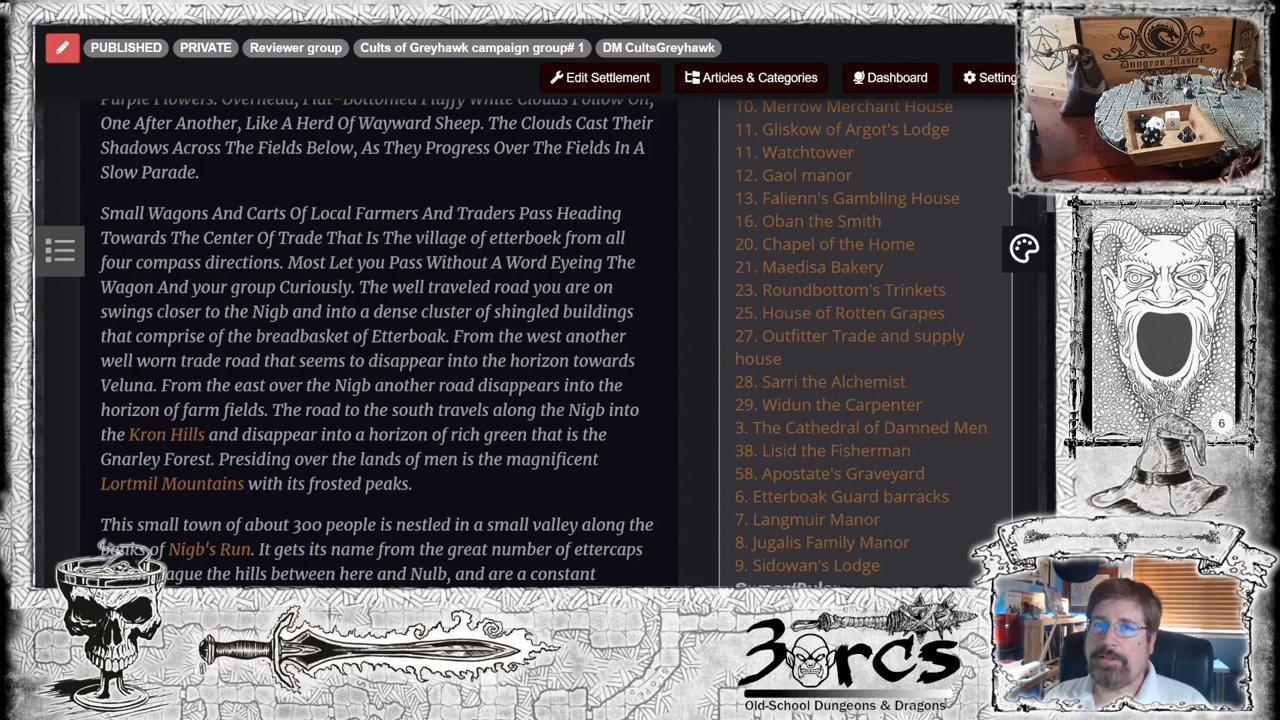 PUBLISHED PRIVATE Reviewer group Cults of Greyhawk campaign group# 1 DM CultsGreyhawk
Edit Settlement Articles & Categories Dashboard Setting
Purple Flowers. Overhead, Flat-Bottomed Fluffy White Clouds Follow On,
One After Another, Like A Herd Of Wayward Sheep. The Clouds Cast Their
Shadows Across The Fields Below, As They Progress Over The Fields In A
Slow Parade.
Small Wagons And Carts Of Local Farmers And Traders Pass Heading
Towards The Center Of Trade That Is The village of etterboek from all
four compass directions. Most Let you Pass Without A Word Eyeing The
Wagon And your group Curiously. The well traveled road you are on
swings closer to the Nigb and into a dense cluster of shingled buildings
that comprise of the breadbasket of Etterboak. From the west another
well worn trade road that seems to disappear into the horizon towards
Veluna. From the east over the Nigb another road disappears into the
horizon of farm fields. The road to the south travels along the Nigb into
the Kron Hills and disappear into a horizon of rich green that is the
Gnarley Forest. Presiding over the lands of men is the magnificent
Lortmil Mountains with its frosted peaks.
This small town of about 300 people is nestled in a small valley along the
of Nigb's Run. It gets its name from the great number of ettercaps
the hills between here and Nulb, and are a constant
10. Merrow Merchant House
11. Gliskow of Argot's Lodge
11. Watchtower
12. Gaol manor
13. Falienn's Gambling House
16. Oban the Smith
20. Chapel of the Home
21. Maedisa Bakery
23. Roundbottom's Trinkets
25. House of Rotten Grapes
27. Outfitter Trade and supply
house
28. Sarri the Alchemist
29. Widun the Carpenter
3. The Cathedral of Damned Men
38. Lisid the Fisherman
58. Apostate's Graveyard
6. Etterboak Guard barracks
7. Langmuir Manor
8. Jugalis Family Manor
9. Sidowan's Lodge
Dungeon Master
6
3 orcs
Old-School Dungeons & Dragons